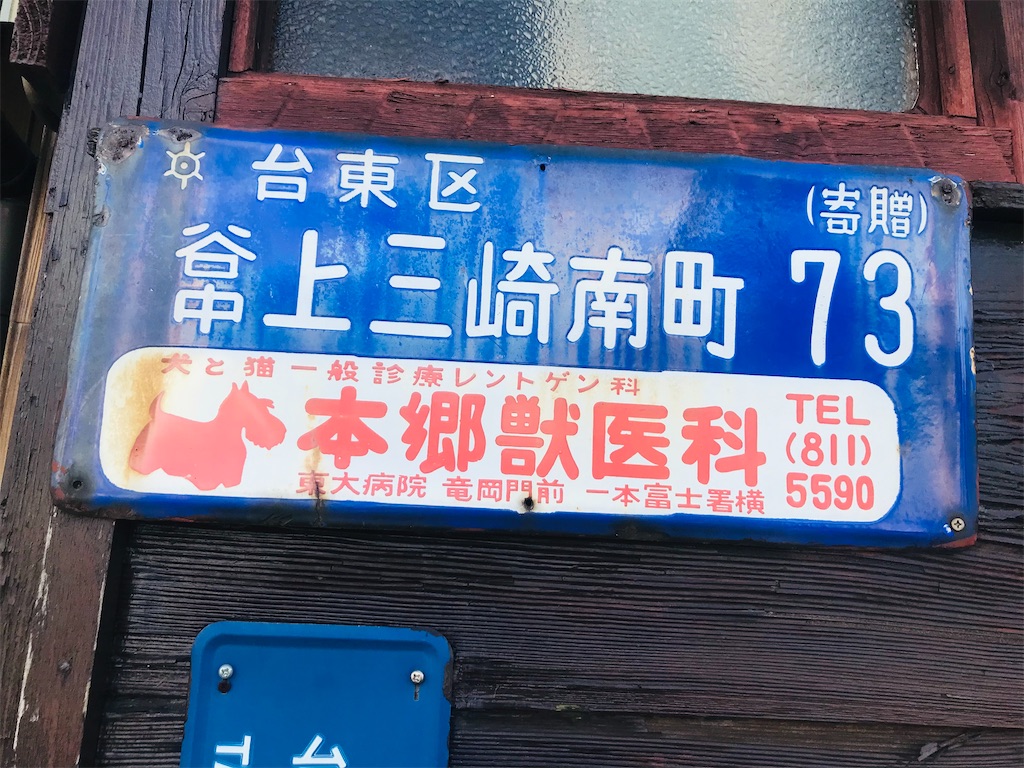 台東区 (寄贈)
谷中 上三崎南町 73
犬と猫 一般診療レントゲン科
本郷獣医科
東大病院 竜岡門前 一本富士署横
TEL
(811)
5590
台